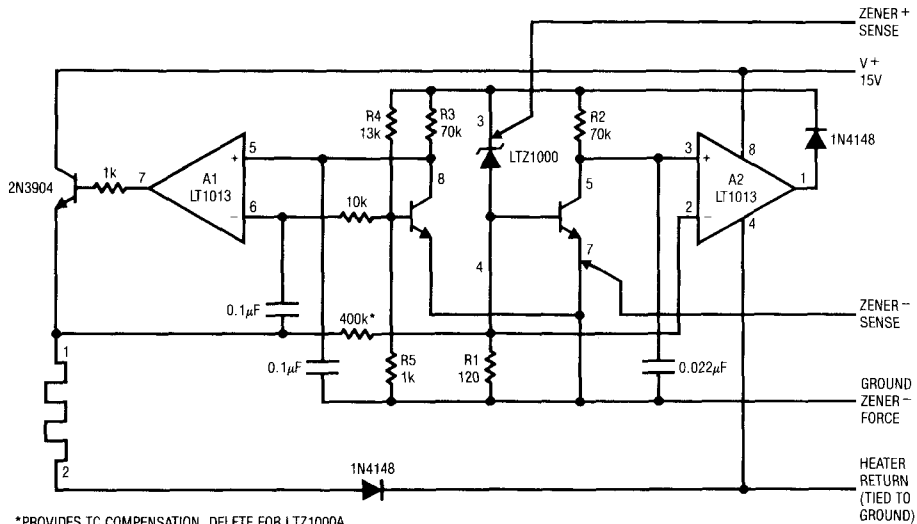 ZENER +
SENSE
V+
15V
R4
13k
R3
70k
3
LTZ1000
R2
70k
1N4148
2N3904
1k
7
A1
LT1013
+
5
−
6
10k
8
5
3
+
A2
LT1013
8
1
2
−
4
4
7
0.1µF
400k*
ZENER −
SENSE
1
0.1µF
R5
1k
R1
120
0.022µF
GROUND
ZENER −
FORCE
2
1N4148
HEATER
RETURN
(TIED TO
GROUND)
*PROVIDES TC COMPENSATION, DELETE FOR LTZ1000A